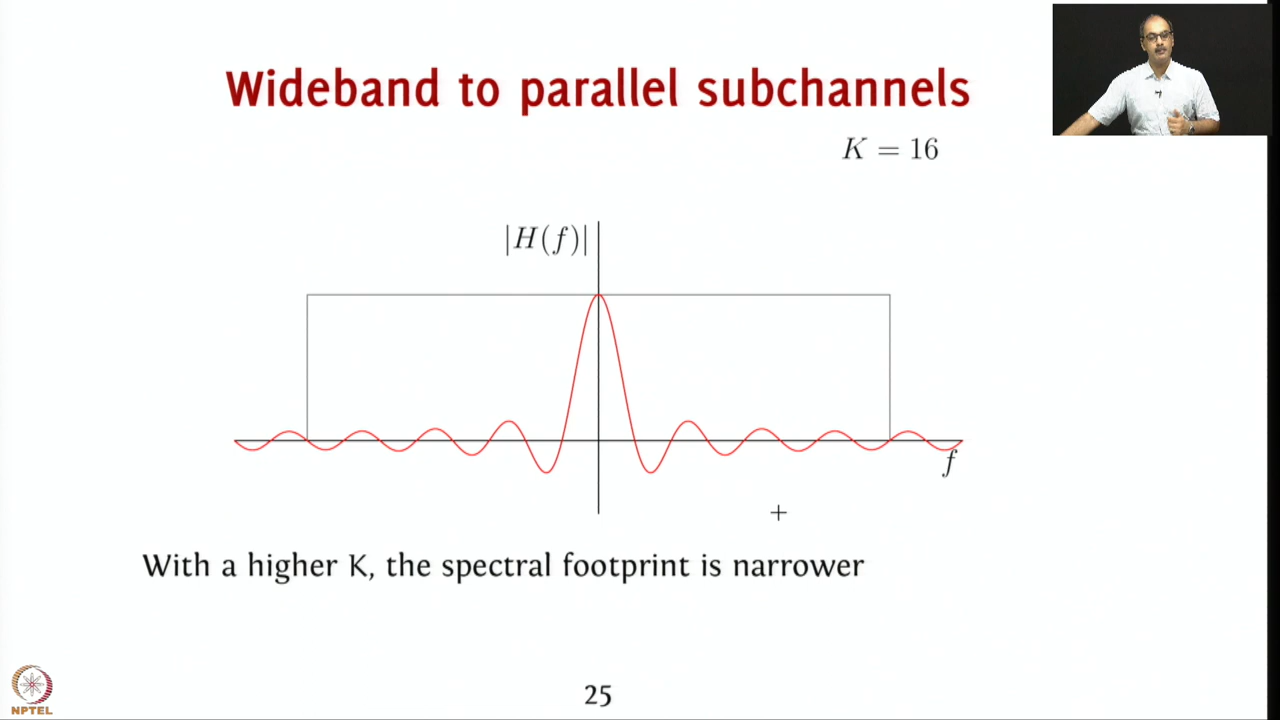 Wideband to parallel subchannels
K = 16
|H(f)|
f
With a higher K, the spectral footprint is narrower
25
NPTEL